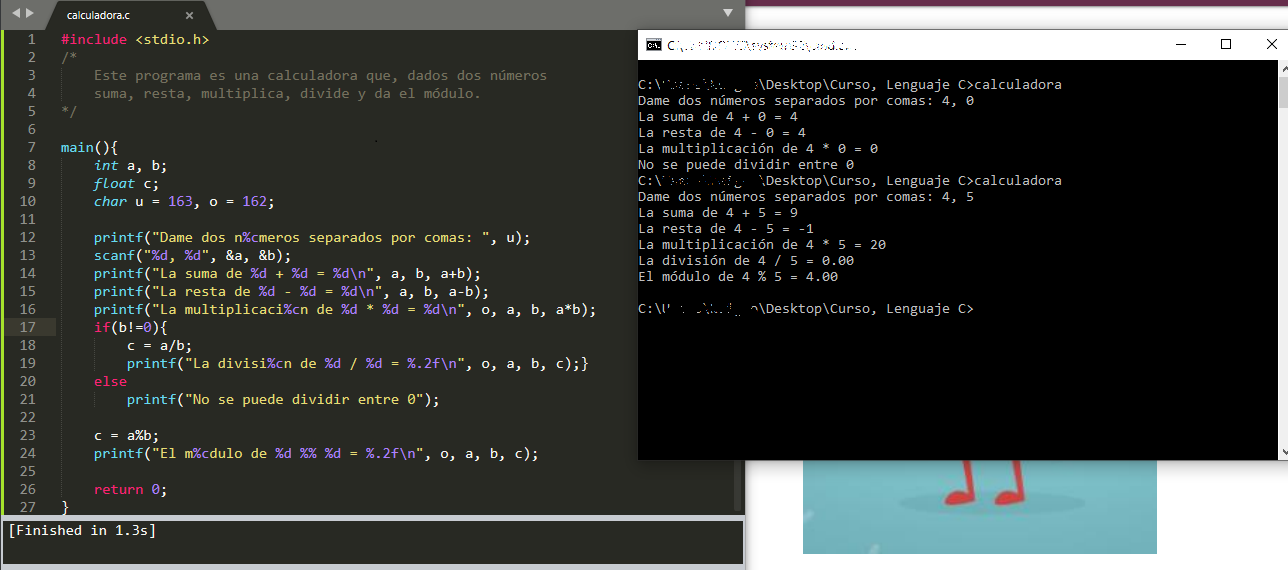 calculadora.c
1 #include <stdio.h>
2 /*
3 Este programa es una calculadora que, dados dos números
4 suma, resta, multiplica, divide y da el módulo.
5 */
6
7 main(){
8 int a, b;
9 float c;
10 char u = 163, o = 162;
11
12 printf("Dame dos n%cmeros separados por comas: ", u);
13 scanf("%d, %d", &a, &b);
14 printf("La suma de %d + %d = %d\n", a, b, a+b);
15 printf("La resta de %d - %d = %d\n", a, b, a-b);
16 printf("La multiplicaci%cn de %d * %d = %d\n", o, a, b, a*b);
17 if(b!=0){
18 c = a/b;
19 printf("La divisi%cn de %d / %d = %.2f\n", o, a, b, c);}
20 else
21 printf("No se puede dividir entre 0");
22
23 c = a%b;
24 printf("El m%cdulo de %d %% %d = %.2f\n", o, a, b, c);
25
26 return 0;
27 }
[Finished in 1.3s]
C:\ \Desktop\Curso, Lenguaje C>calculadora
Dame dos números separados por comas: 4, 0
La suma de 4 + 0 = 4
La resta de 4 - 0 = 4
La multiplicación de 4 * 0 = 0
No se puede dividir entre 0
C:\ \Desktop\Curso, Lenguaje C>calculadora
Dame dos números separados por comas: 4, 5
La suma de 4 + 5 = 9
La resta de 4 - 5 = -1
La multiplicación de 4 * 5 = 20
La división de 4 / 5 = 0.00
El módulo de 4 % 5 = 4.00
C:\ \Desktop\Curso, Lenguaje C>